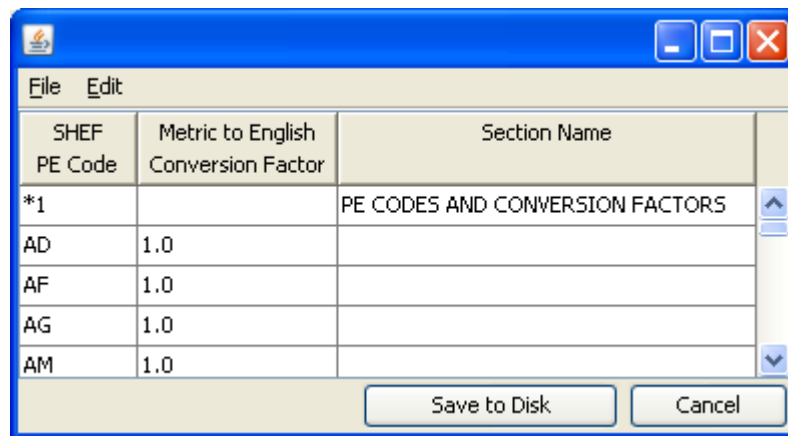 File Edit
SHEF Metric to English Section Name
PE Code Conversion Factor
*1 PE CODES AND CONVERSION FACTORS
AD 1.0
AF 1.0
AG 1.0
AM 1.0
Save to Disk Cancel